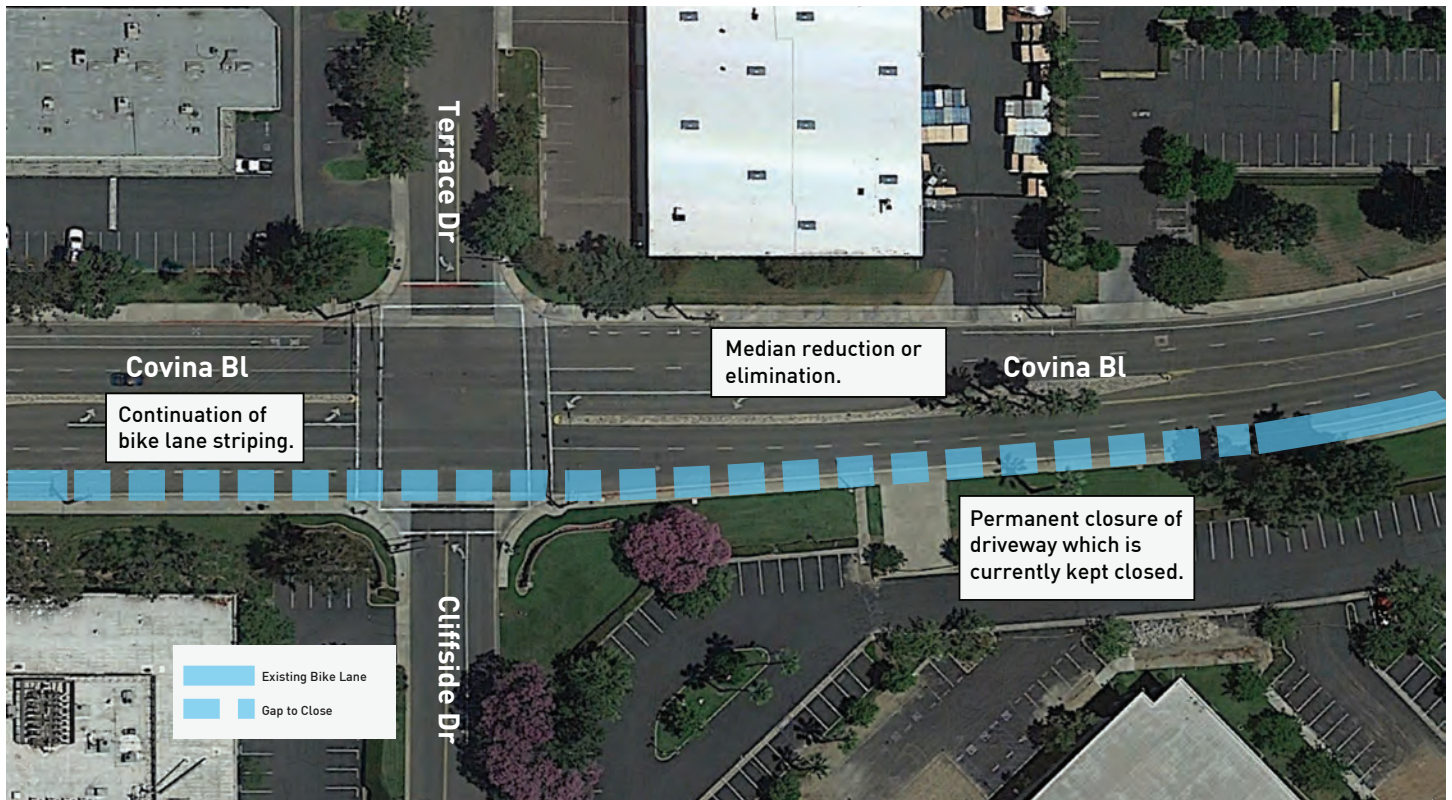 Terrace Dr
Covina Bl
Median reduction or
elimination.
Covina Bl
Continuation of
bike lane striping.
Permanent closure of
driveway which is
currently kept closed.
Cliffside Dr
Existing Bike Lane
Gap to Close